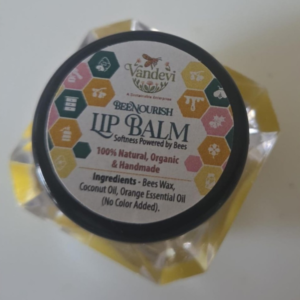 Vandevi
BEENOURISH
LIP BALM
Softness Powered by Bees
100% Natural, Organic
& Handmade
Ingredients - Bees Wax,
Coconut Oil, Orange Essential Oil
(No Color Added).